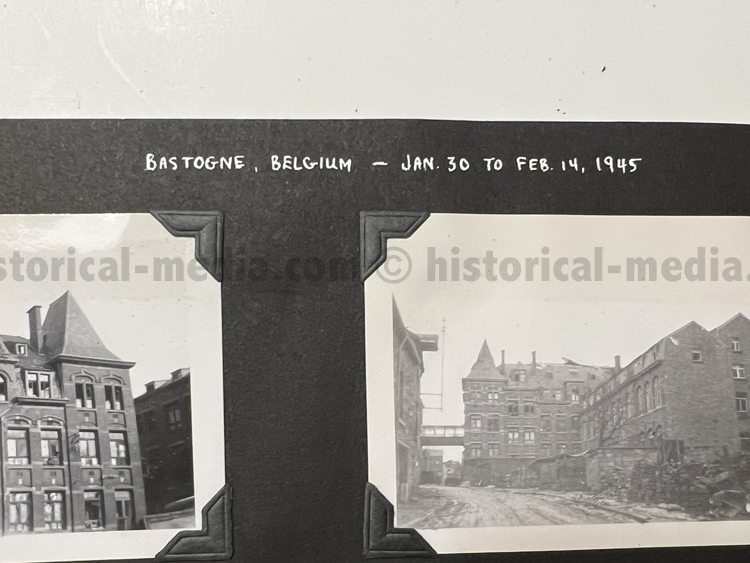 BASTOGNE, BELGIUM - JAN. 30 TO FEB. 14, 1945
storical-media.com © historical-media.c